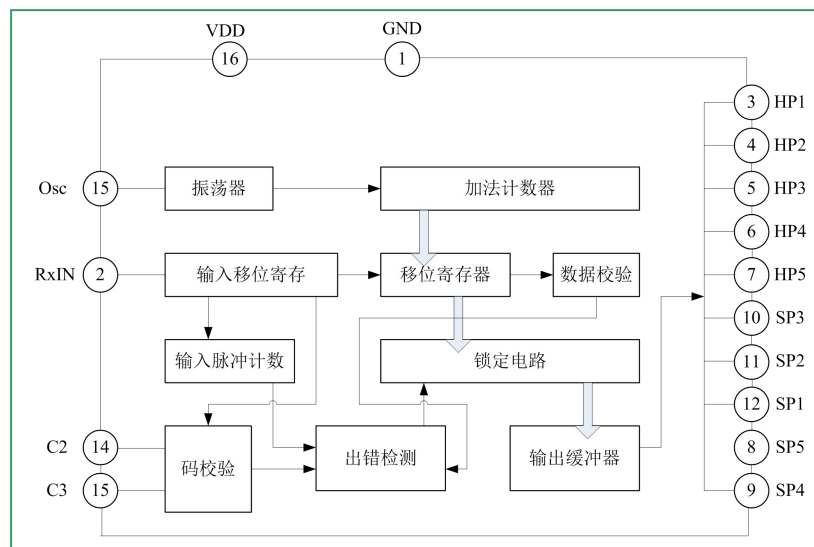 VDD
GND
16
1
3 HP1
4 HP2
Osc 15 振荡器 加法计数器
5 HP3
6 HP4
RxIN 2 输入移位寄存 移位寄存器 数据校验
7 HP5
10 SP3
输入脉冲计数 锁定电路
11 SP2
12 SP1
C2 14
码校验 出错检测 输出缓冲器
8 SP5
C3 15
9 SP4